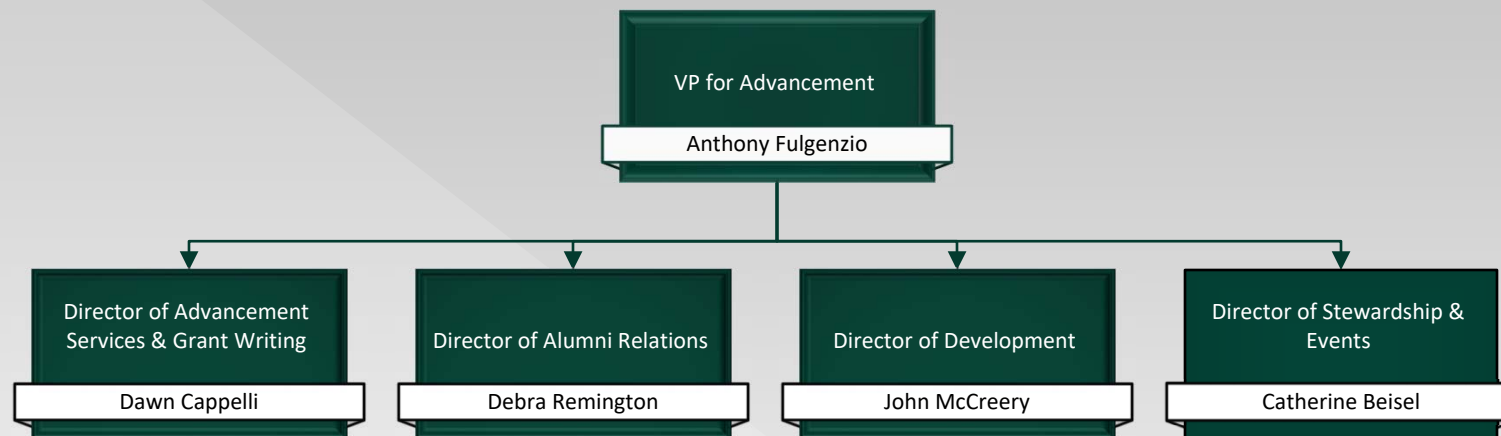 VP for Advancement
Anthony Fulgenzio
Director of Advancement
Services & Grant Writing
Dawn Cappelli
Director of Alumni Relations
Debra Remington
Director of Development
John McCreery
Director of Stewardship &
Events
Catherine Beisel